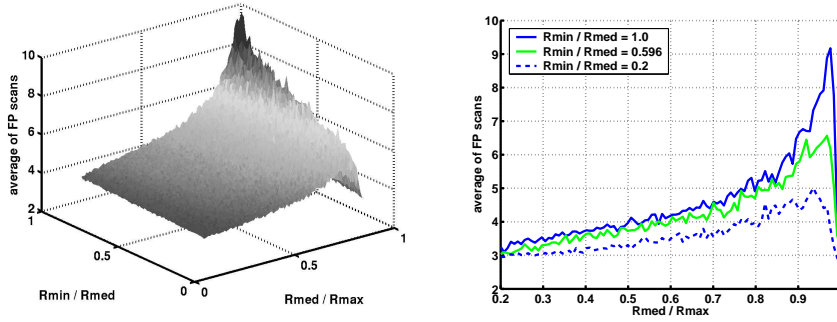 10
8
6
4
2
average of FP scans
1
0.5
0
Rmin / Rmed
0
0.5
1
Rmed / Rmax
10
9
8
7
6
5
4
3
2
average of FP scans
Rmin / Rmed = 1.0
Rmin / Rmed = 0.596
Rmin / Rmed = 0.2
0.2 0.3 0.4 0.5 0.6 0.7 0.8 0.9
Rmed / Rmax